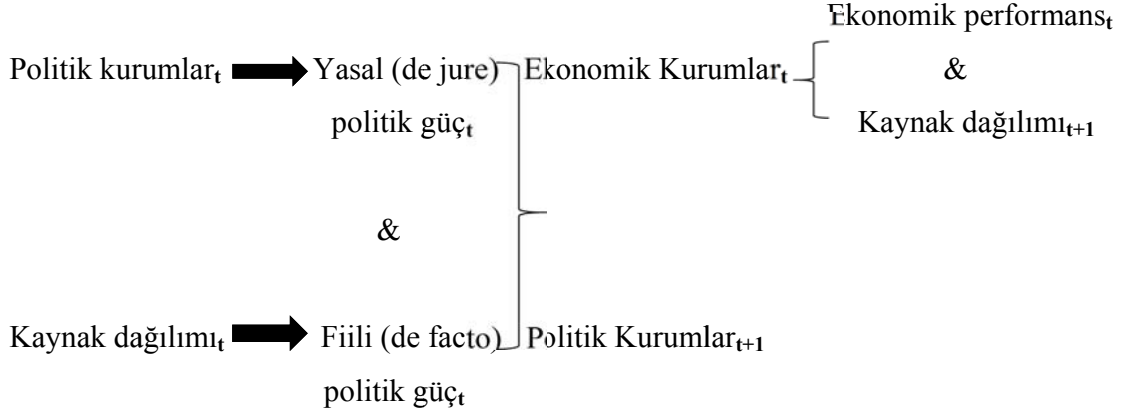 Ekonomik performanst
Politik kurumlart Yasal (de jure) Ekonomik Kurumlart &
politik güçt Kaynak dağılımıt+1
&
Kaynak dağılımıt Fiili (de facto) Politik Kurumlart+1
politik güçt